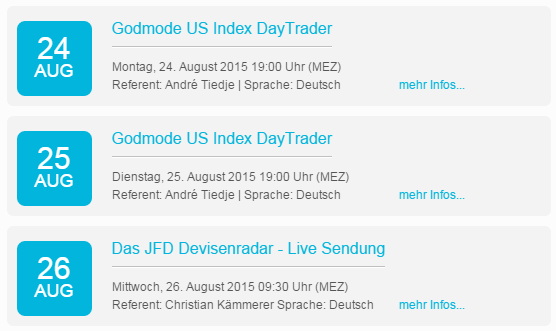 24
AUG
Godmode US Index DayTrader
Montag, 24. August 2015 19:00 Uhr (MEZ)
Referent: André Tiedje | Sprache: Deutsch mehr Infos...
25
AUG
Godmode US Index DayTrader
Dienstag, 25. August 2015 19:00 Uhr (MEZ)
Referent: André Tiedje | Sprache: Deutsch mehr Infos...
26
AUG
Das JFD Devisenradar - Live Sendung
Mittwoch, 26. August 2015 09:30 Uhr (MEZ)
Referent: Christian Kämmerer Sprache: Deutsch mehr Infos...